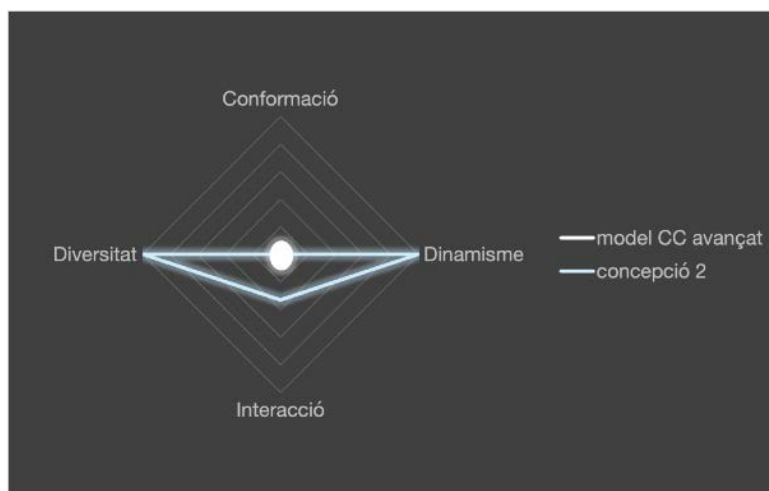 Conformació
Diversitat
Dinamisme
Interacció
model CC avançat
concepció 2